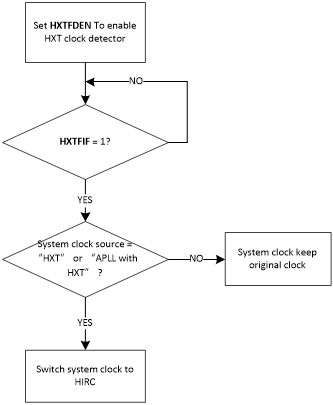 Set HXTFDEN To enable
HXT clock detector
NO
HXTFIF = 1?
YES
System clock source =
“HXT” or “APLL with
HXT” ?
NO
System clock keep
original clock
YES
Switch system clock to
HIRC